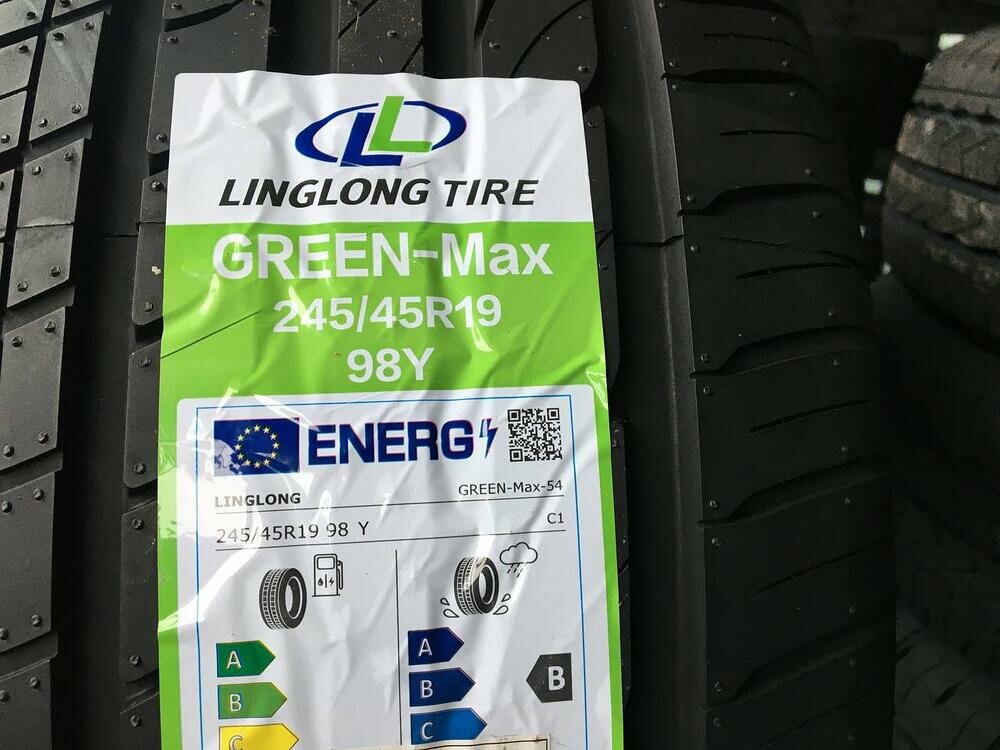 LINGLONG TIRE
GREEN-Max
245/45R19
98Y
ENERG
LINGLONG GREEN-Max-54
245/45R19 98 Y C1
A A
B B B
C C